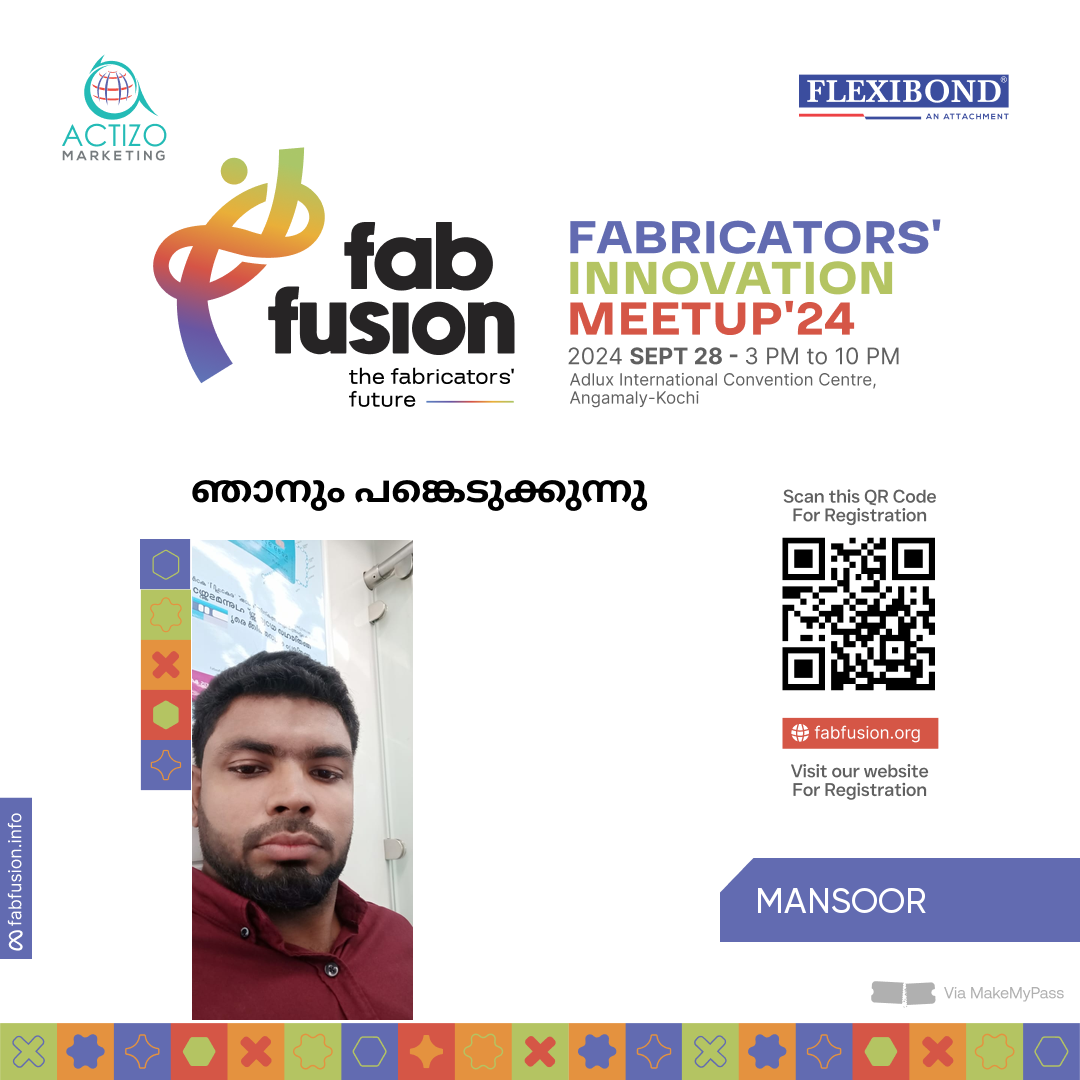 ACTIZO
MARKETING
FLEXIBOND®
AN ATTACHMENT
fab
fusion
the fabricators'
future
FABRICATORS'
INNOVATION
MEETUP'24
2024 SEPT 28 - 3 PM to 10 PM
Adlux International Convention Centre,
Angamaly-Kochi
ഞാനും പങ്കെടുക്കുന്നു
Scan this QR Code
For Registration
fabfusion.org
Visit our website
For Registration
fabfusion.info
MANSOOR
Via MakeMyPass